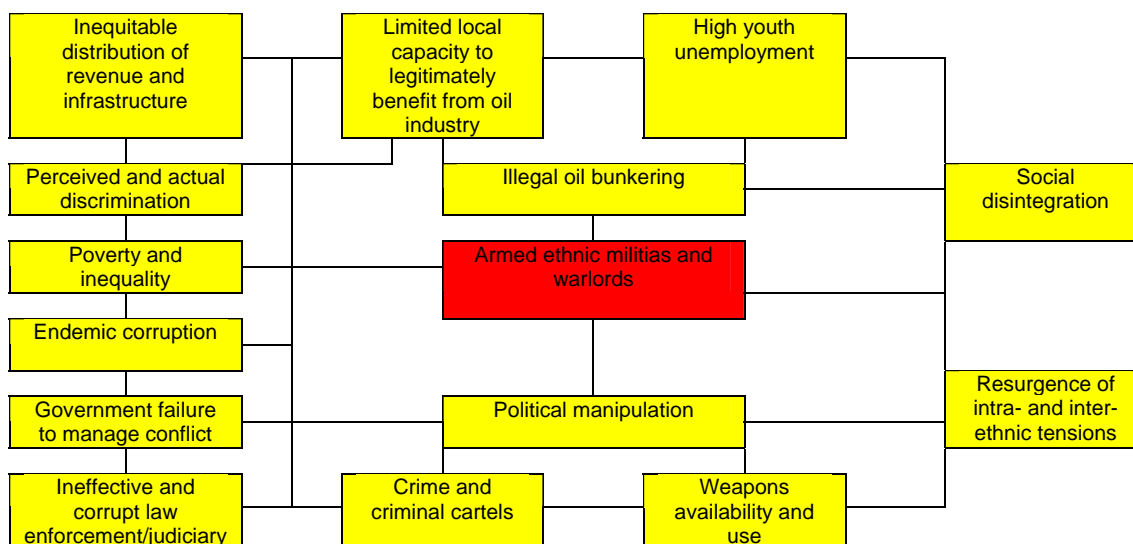 Inequitable
distribution of
revenue and
infrastructure
Limited local
capacity to
legitimately
benefit from oil
industry
High youth
unemployment
Perceived and actual
discrimination
Illegal oil bunkering
Social
disintegration
Poverty and
inequality
Armed ethnic militias and
warlords
Endemic corruption
Government failure
to manage conflict
Political manipulation
Resurgence of
intra- and inter-
ethnic tensions
Ineffective and
corrupt law
enforcement/judiciary
Crime and
criminal cartels
Weapons
availability and
use